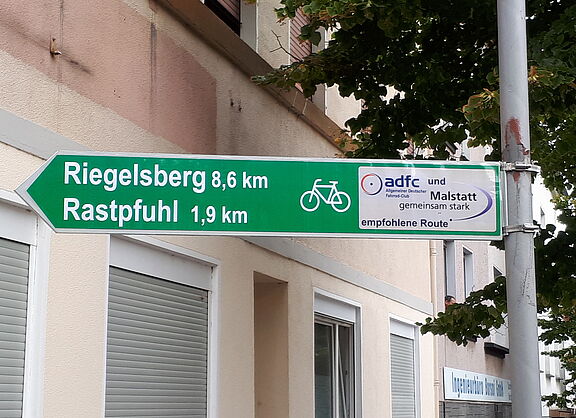 Riegelsberg 8,6 km
Rastpfuhl 1,9 km
adfc und
Allgemeiner Deutscher
Fahrrad-Club
Malstatt
gemeinsam stark
empfohlene Route
Ingenieurbüro